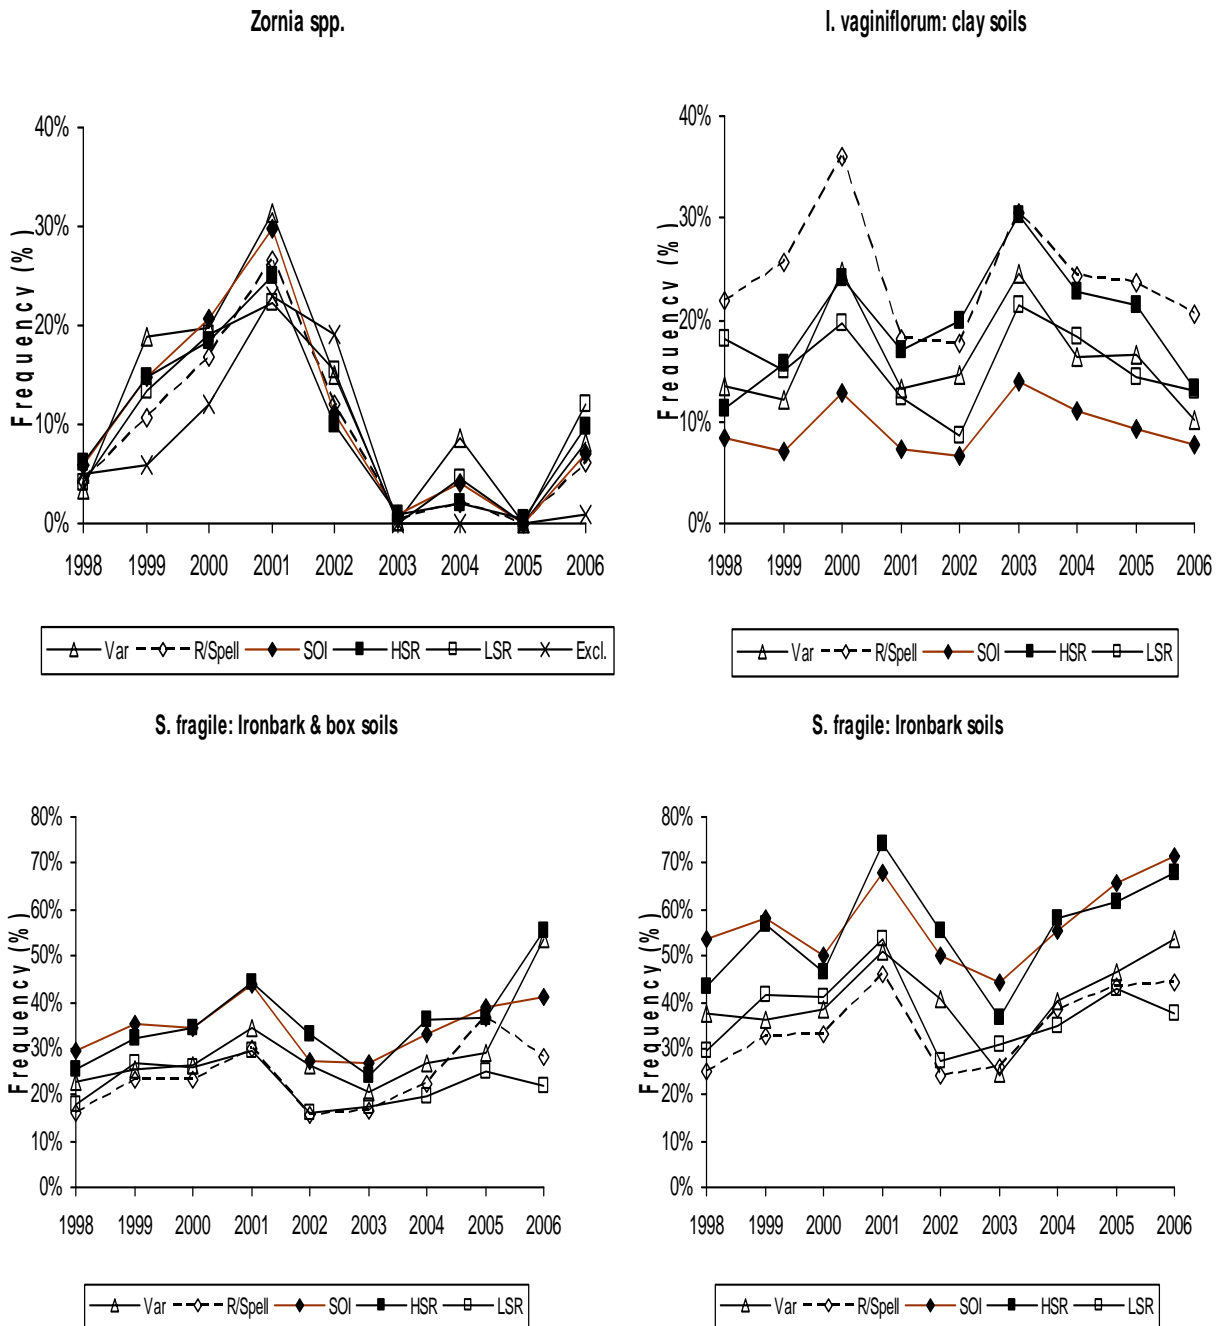 Zornia spp.
Frequency (%)
40%
30%
20%
10%
0%
1998 1999 2000 2001 2002 2003 2004 2005 2006
Var R/Spell SOI HSR LSR Excl.
I. vaginiflorum: clay soils
Frequency (%)
40%
30%
20%
10%
0%
1998 1999 2000 2001 2002 2003 2004 2005 2006
Var R/Spell SOI HSR LSR
S. fragile: Ironbark & box soils
Frequency (%)
80%
70%
60%
50%
40%
30%
20%
10%
0%
1998 1999 2000 2001 2002 2003 2004 2005 2006
Var R/Spell SOI HSR LSR
S. fragile: Ironbark soils
Frequency (%)
80%
70%
60%
50%
40%
30%
20%
10%
0%
1998 1999 2000 2001 2002 2003 2004 2005 2006
Var R/Spell SOI HSR LSR